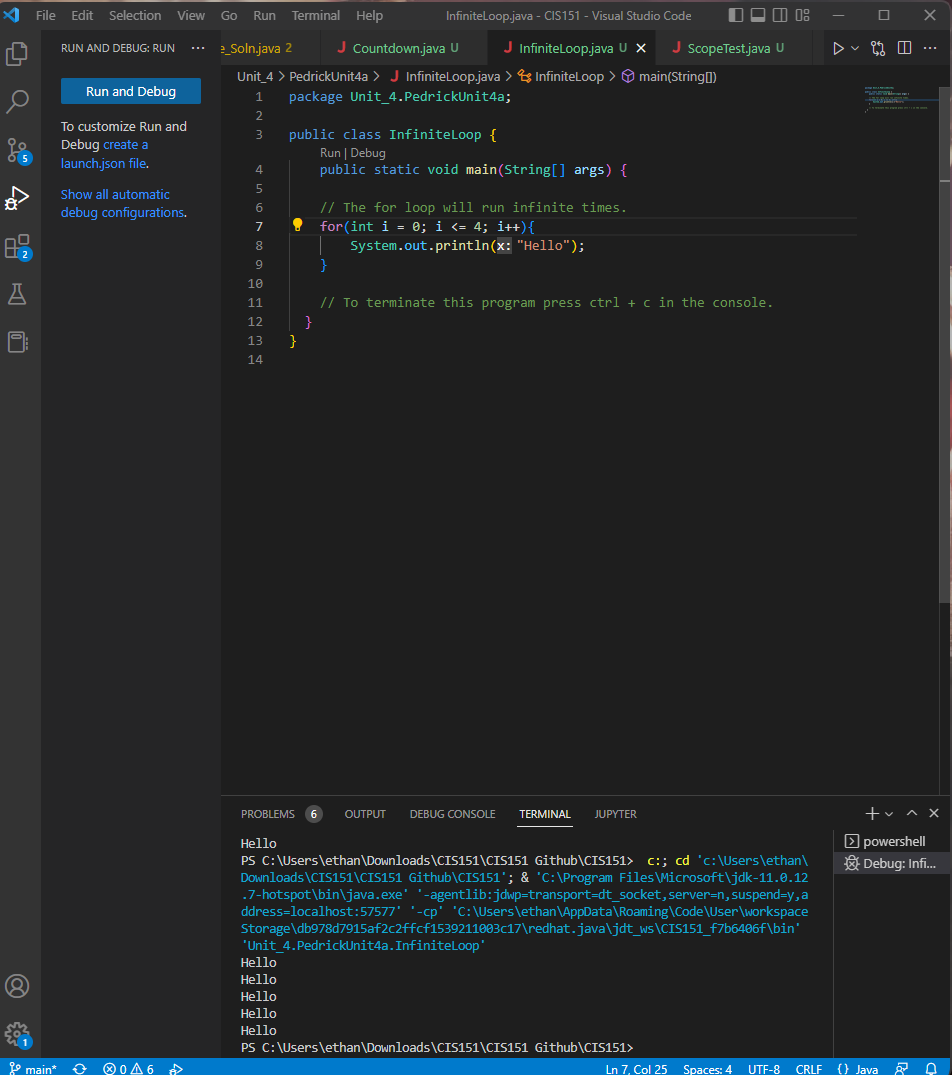 File Edit Selection View Go Run Terminal Help InfiniteLoop.java - CIS151 - Visual Studio Code
RUN AND DEBUG: RUN ···
e_Soln.java 2 Countdown.java U InfiniteLoop.java U ScopeTest.java U
Unit_4 > PedrickUnit4a > InfiniteLoop.java > InfiniteLoop > main(String[])
Run and Debug
To customize Run and
Debug create a
launch.json file.
Show all automatic
debug configurations.
5
2
1
1 package Unit_4.PedrickUnit4a;
2
3 public class InfiniteLoop {
Run | Debug
4 public static void main(String[] args) {
5
6 // The for loop will run infinite times.
7 for(int i = 0; i <= 4; i++){
8 System.out.println(x: "Hello");
9 }
10
11 // To terminate this program press ctrl + c in the console.
12 }
13 }
14
PROBLEMS 6 OUTPUT DEBUG CONSOLE TERMINAL JUPYTER
powershell
Debug: Infi...
Hello
PS C:\Users\ethan\Downloads\CIS151\CIS151 Github\CIS151> c:; cd 'c:\Users\ethan\
Downloads\CIS151\CIS151 Github\CIS151'; & 'C:\Program Files\Microsoft\jdk-11.0.12
.7-hotspot\bin\java.exe' '-agentlib:jdwp=transport=dt_socket,server=n,suspend=y,a
ddress=localhost:57577' '-cp' 'C:\Users\ethan\AppData\Roaming\Code\User\workspace
Storage\db978d7915af2c2ffcf1539211003c17\redhat.java\jdt_ws\CIS151_f7b6406f\bin'
'Unit_4.PedrickUnit4a.InfiniteLoop'
Hello
Hello
Hello
Hello
Hello
PS C:\Users\ethan\Downloads\CIS151\CIS151 Github\CIS151>
main* 0 6 Ln 7, Col 25 Spaces: 4 UTF-8 CRLF {} Java